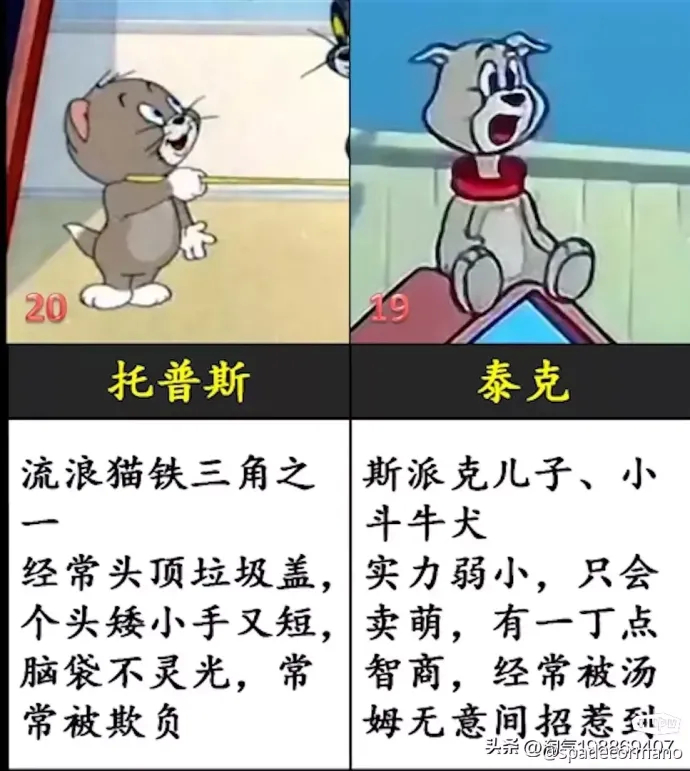 20
19
托普斯
泰克
流浪猫铁三角之
一
经常头顶垃圾盖，
个头矮小手又短，
脑袋不灵光，常
常被欺负
斯派克儿子、小
斗牛犬
实力弱小，只会
卖萌，有一丁点
智商，经常被汤
姆无意间招惹到
头条 @淘气198869407
@spadecormano